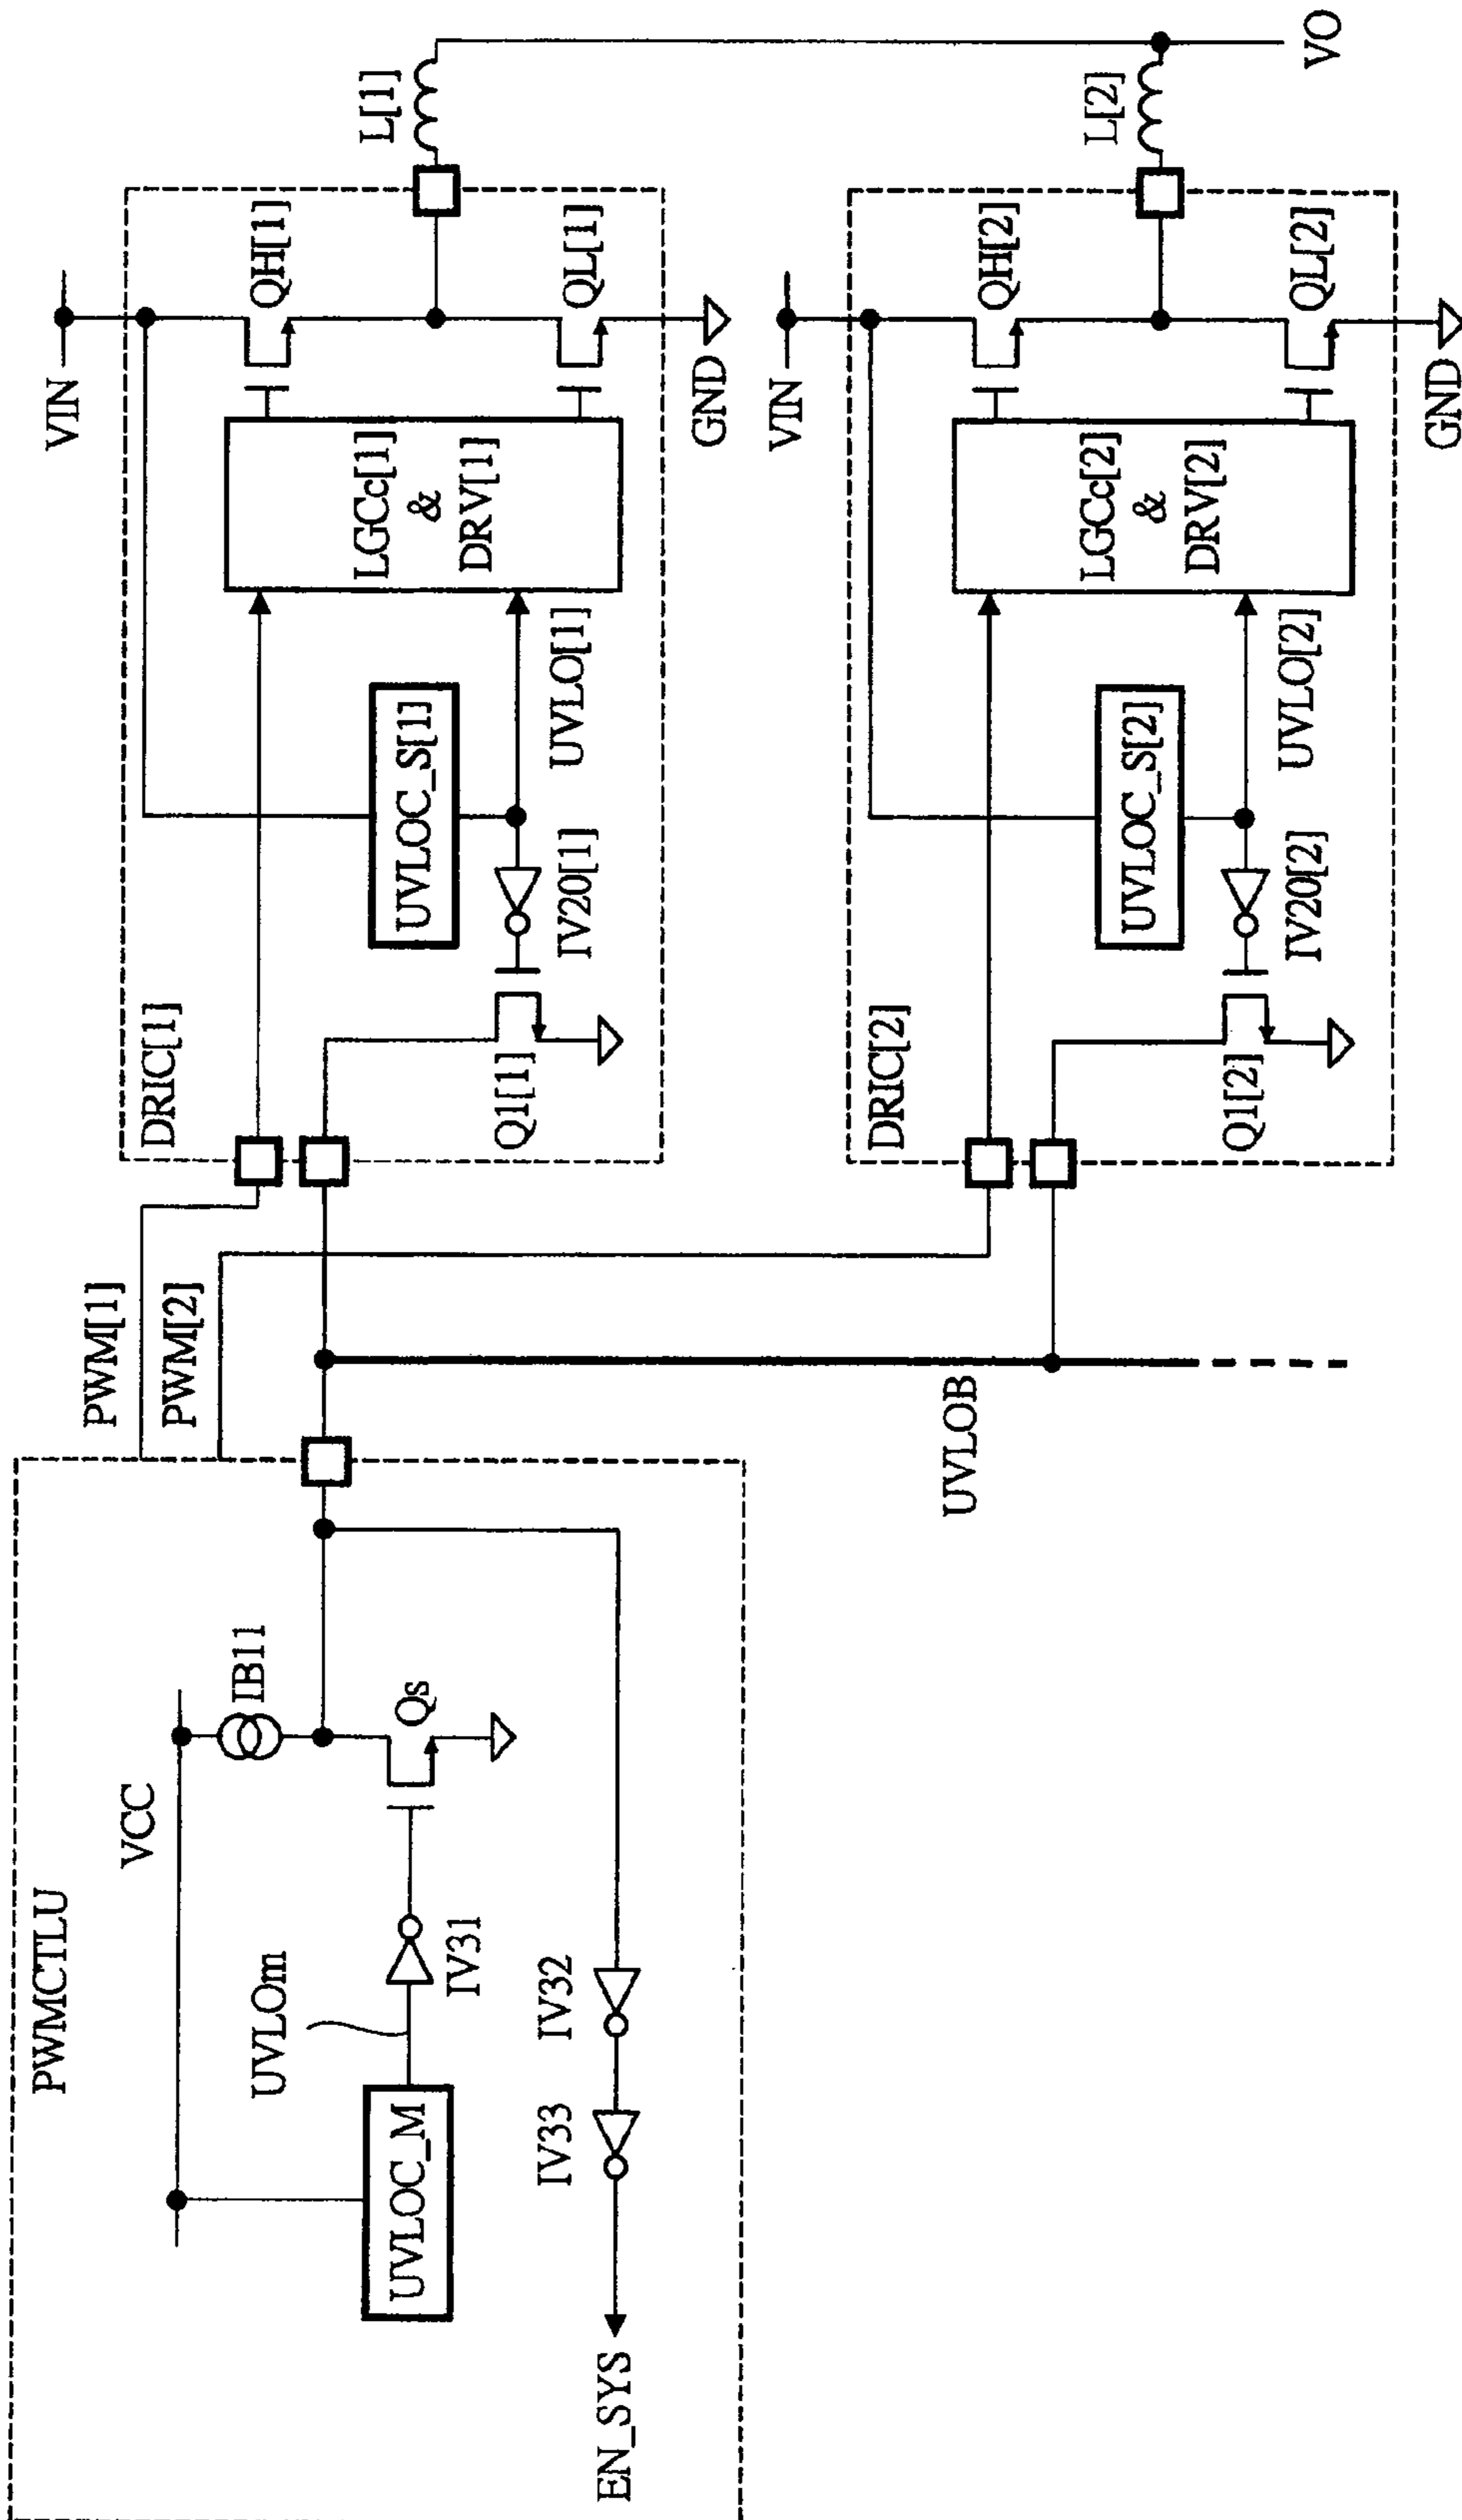 PWMCTLU
VCC
IB11
UVLOm
UVLOC_M
IV31
Qs
IV33
IV32
EN_SYS
PWM[1]
PWM[2]
UVLOB
DRIC[1]
VIN
QH[1]
L[1]
LGCc[1]
&
DRV[1]
UVLOC_S[1]
UVLO[1]
IV20[1]
Q1[1]
QL[1]
GND
DRIC[2]
VIN
QH[2]
L[2]
LGCc[2]
&
DRV[2]
UVLOC_S[2]
UVLO[2]
IV20[2]
Q1[2]
QL[2]
GND
VO